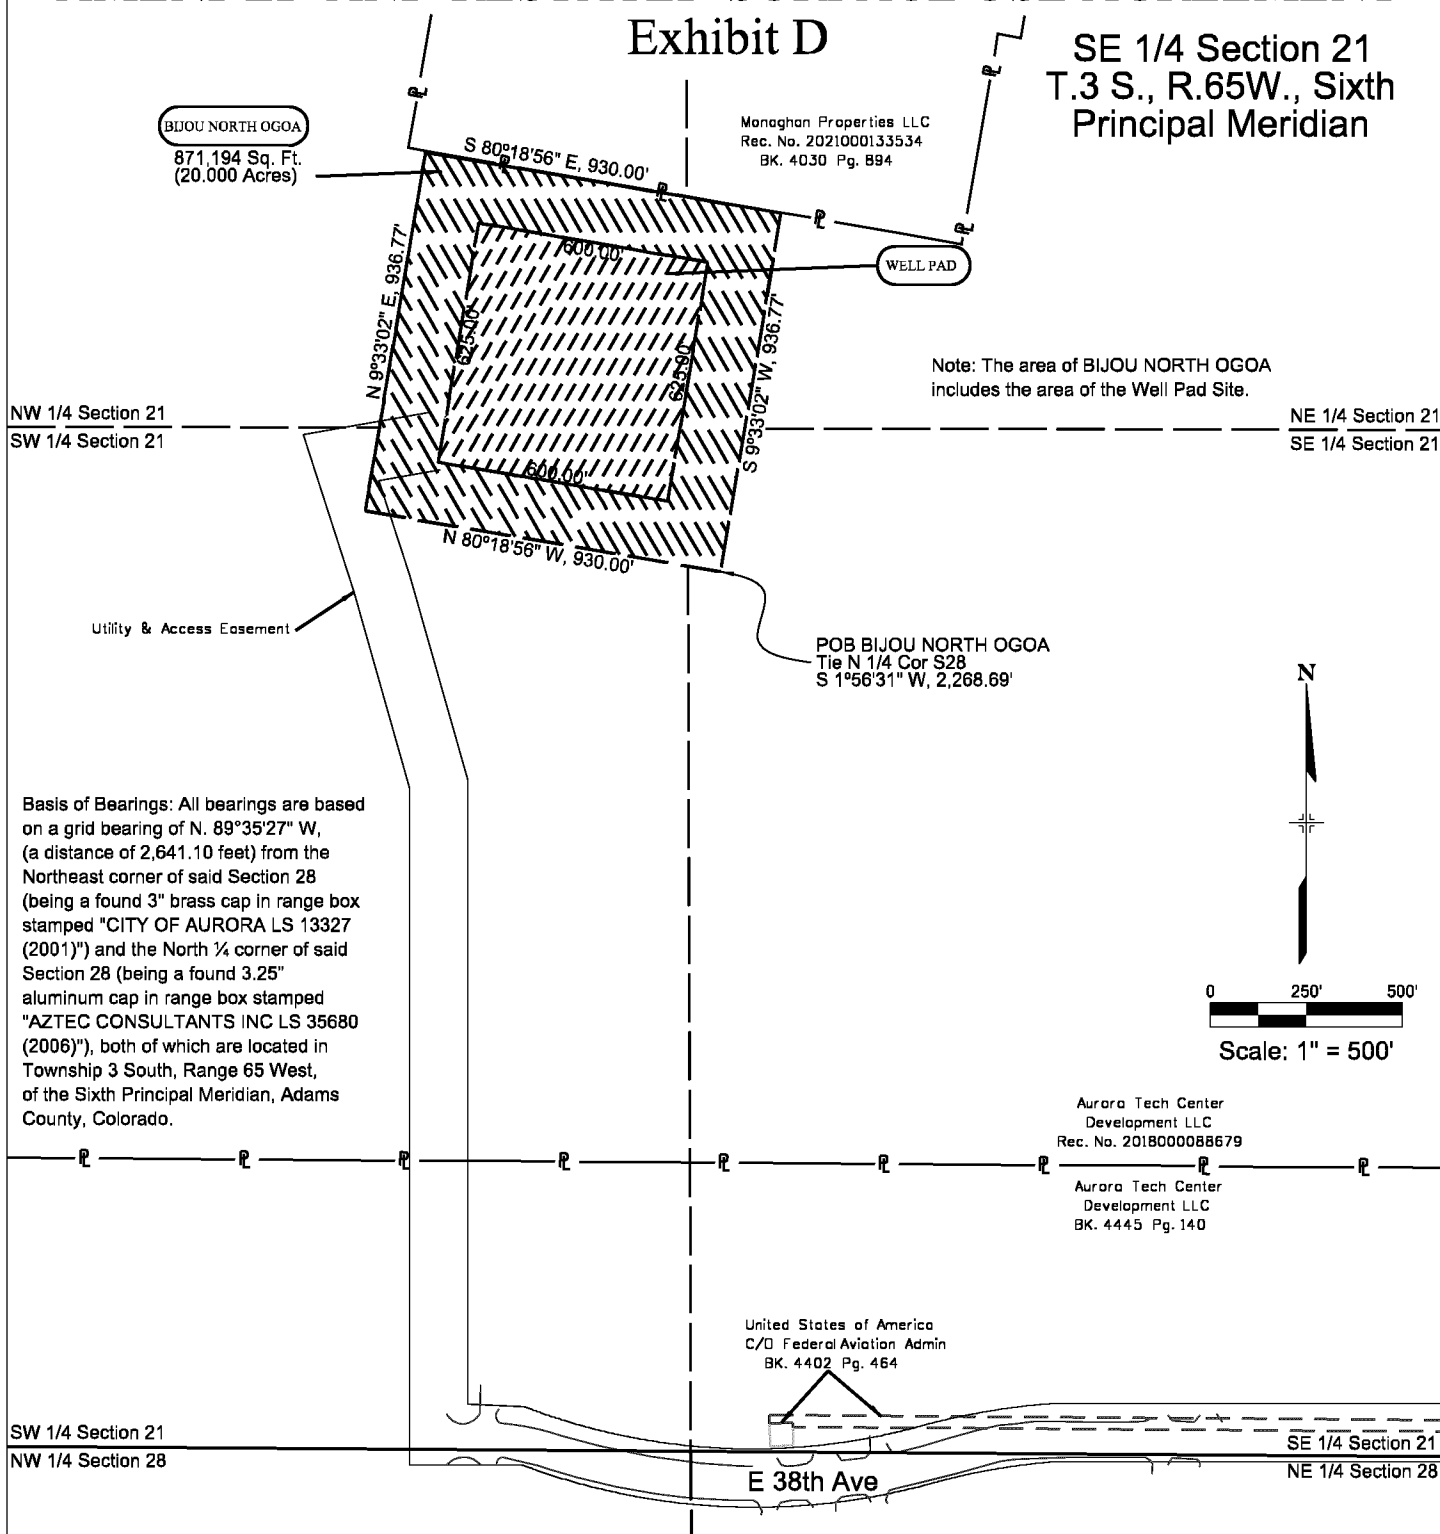 AMENDED AND RESTATED SURFACE USE AGREEMENT
Exhibit D
SE 1/4 Section 21
T.3 S., R.65W., Sixth
Principal Meridian
BIJOU NORTH OGOA
871,194 Sq. Ft.
(20.000 Acres)
Monaghan Properties LLC
Rec. No. 2021000133534
BK. 4030 Pg. 894
S 80°18'56" E, 930.00'
N 9°33'02" E, 936.77'
600.00'
625.00'
625.00'
600.00'
WELL PAD
S 9°33'02" W, 936.77'
N 80°18'56" W, 930.00'
Note: The area of BIJOU NORTH OGOA
includes the area of the Well Pad Site.
NW 1/4 Section 21
SW 1/4 Section 21
NE 1/4 Section 21
SE 1/4 Section 21
Utility & Access Easement
POB BIJOU NORTH OGOA
Tie N 1/4 Cor S28
S 1°56'31" W, 2,268.69'
N
Basis of Bearings: All bearings are based
on a grid bearing of N. 89°35'27" W,
(a distance of 2,641.10 feet) from the
Northeast corner of said Section 28
(being a found 3" brass cap in range box
stamped "CITY OF AURORA LS 13327
(2001)") and the North ¼ corner of said
Section 28 (being a found 3.25"
aluminum cap in range box stamped
"AZTEC CONSULTANTS INC LS 35680
(2006)"), both of which are located in
Township 3 South, Range 65 West,
of the Sixth Principal Meridian, Adams
County, Colorado.
0 250' 500'
Scale: 1" = 500'
Aurora Tech Center
Development LLC
Rec. No. 2018000088679
Aurora Tech Center
Development LLC
BK. 4445 Pg. 140
United States of America
C/O Federal Aviation Admin
BK. 4402 Pg. 464
SW 1/4 Section 21
NW 1/4 Section 28
SE 1/4 Section 21
NE 1/4 Section 28
E 38th Ave